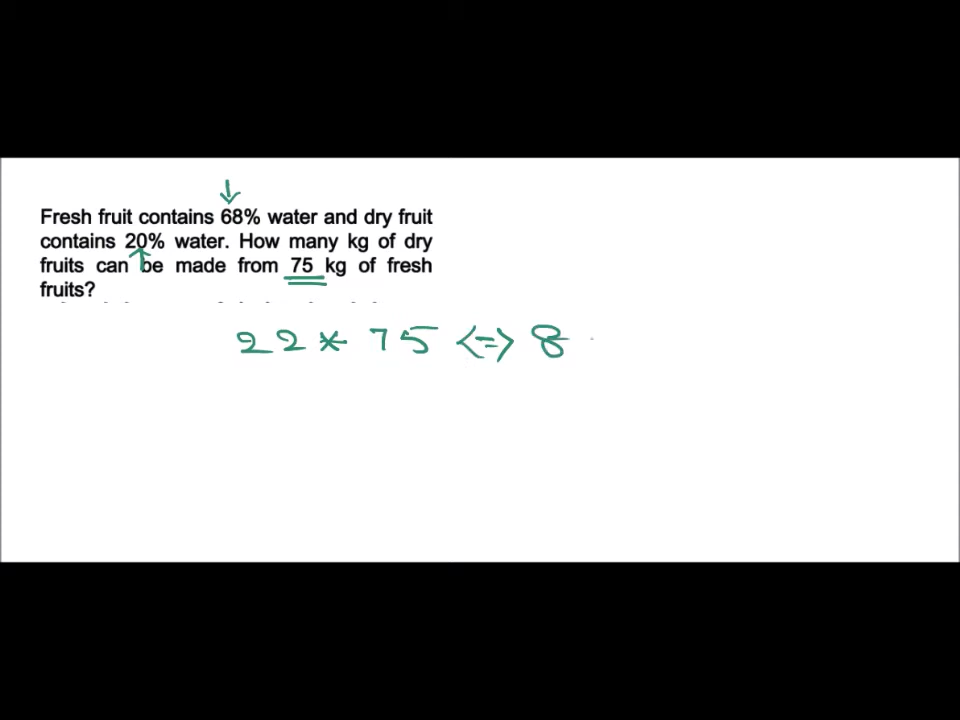 Fresh fruit contains 68% water and dry fruit
contains 20% water. How many kg of dry
fruits can be made from 75 kg of fresh
fruits?
22 * 75 <=> 8